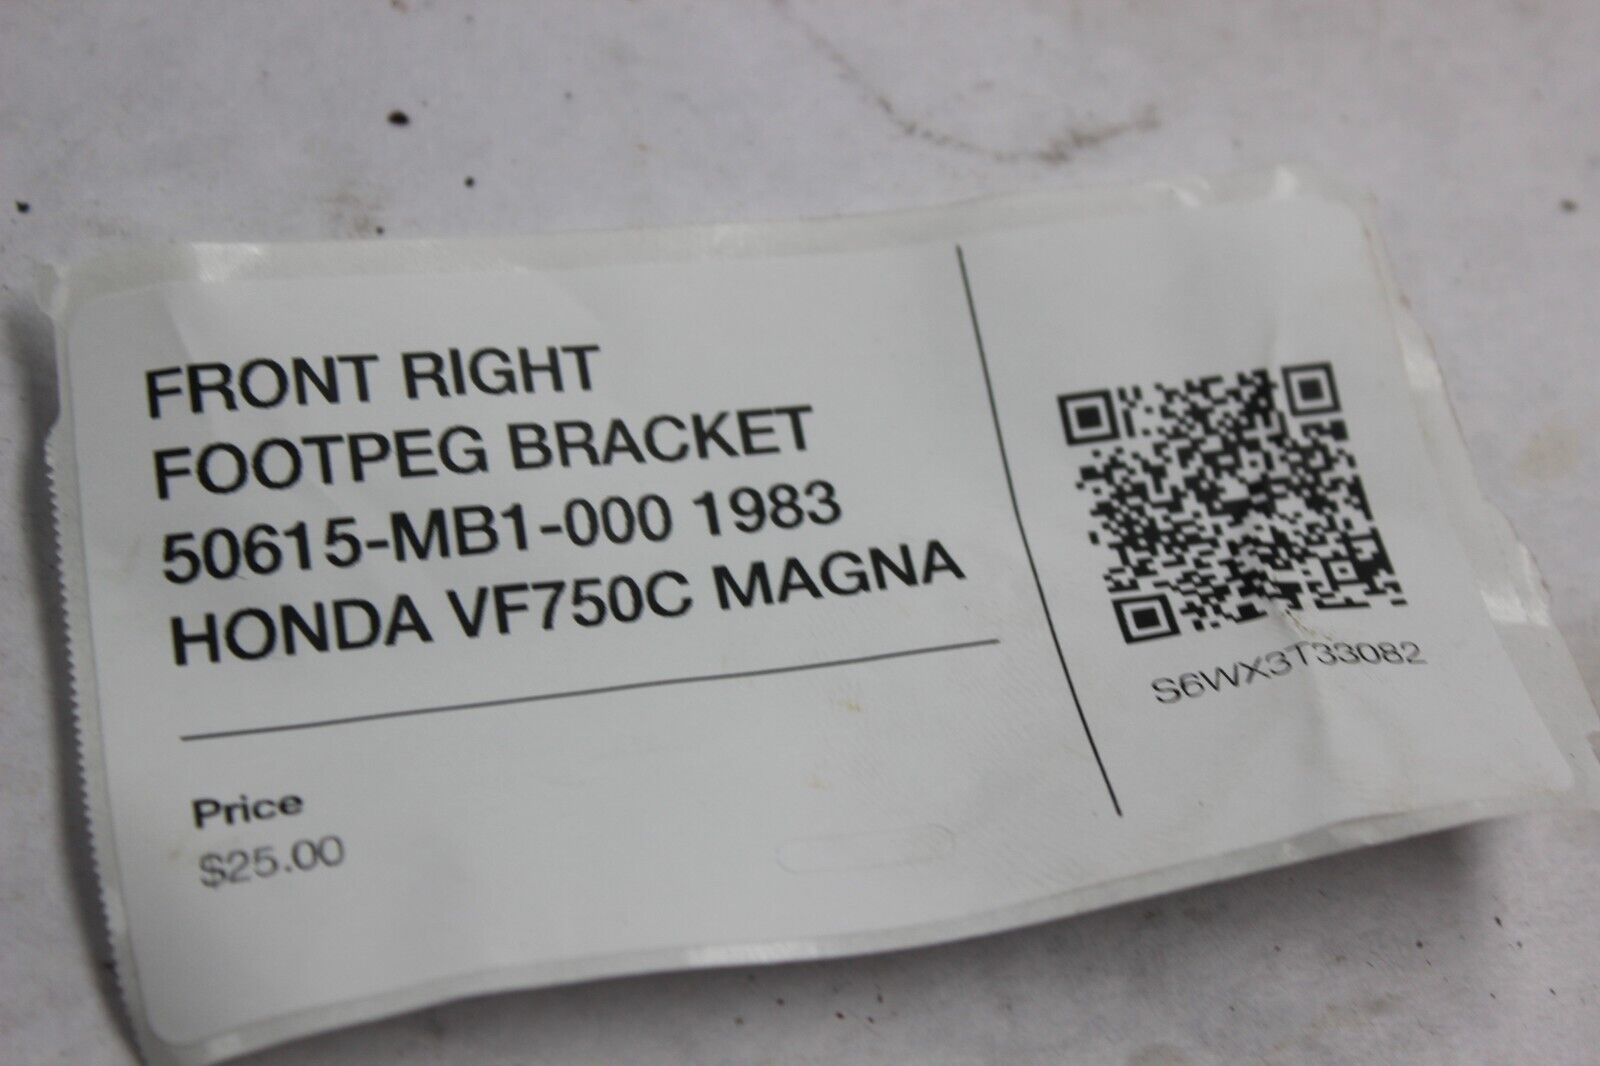 FRONT RIGHT
FOOTPEG BRACKET
50615-MB1-000 1983
HONDA VF750C MAGNA
Price
$25.00
S6WX3T33082